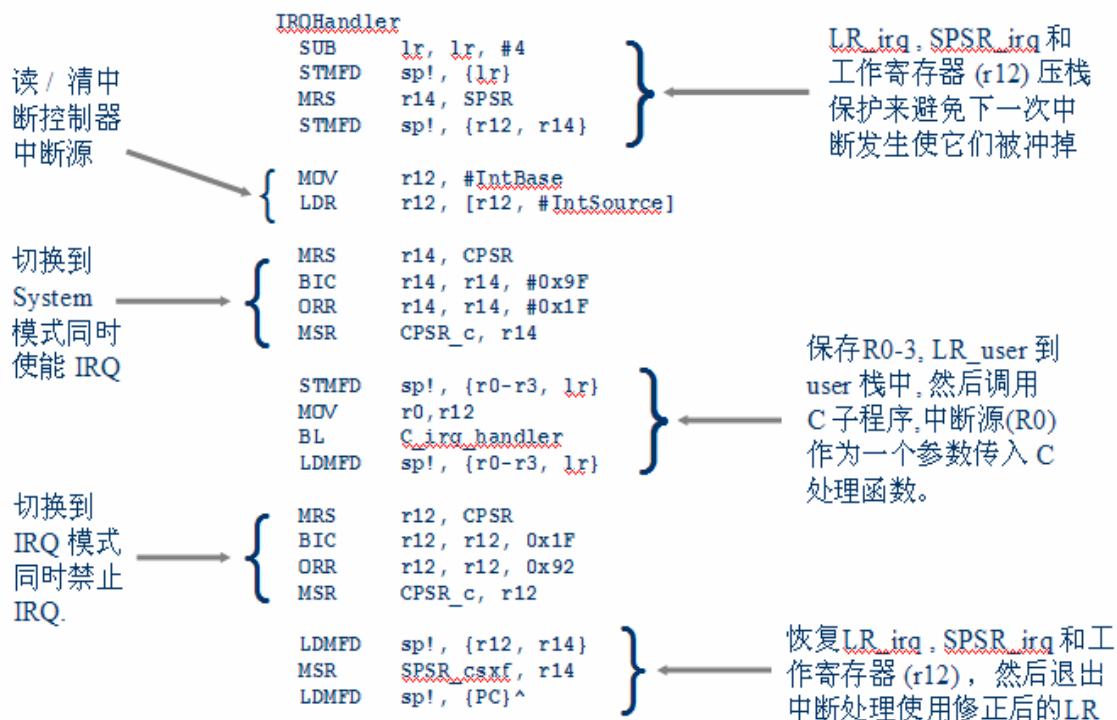 IRQHandler
SUB lr, lr, #4
STMFD sp!, {lr}
MRS r14, SPSR
STMFD sp!, {r12, r14}
LR_irq , SPSR_irq 和
工作寄存器 (r12) 压栈
保护来避免下一次中
断发生使它们被冲掉
读 / 清中
断控制器
中断源
MOV r12, #IntBase
LDR r12, [r12, #IntSource]
切换到
System
模式同时
使能 IRQ
MRS r14, CPSR
BIC r14, r14, #0x9F
ORR r14, r14, #0x1F
MSR CPSR_c, r14
STMFD sp!, {r0-r3, lr}
MOV r0,r12
BL C_irq_handler
LDMFD sp!, {r0-r3, lr}
保存R0-3, LR_user 到
user 栈中, 然后调用
C 子程序,中断源(R0)
作为一个参数传入 C
处理函数。
切换到
IRQ 模式
同时禁止
IRQ.
MRS r12, CPSR
BIC r12, r12, 0x1F
ORR r12, r12, 0x92
MSR CPSR_c, r12
LDMFD sp!, {r12, r14}
MSR SPSR_csxf, r14
LDMFD sp!, {PC}^
恢复LR_irq , SPSR_irq 和工
作寄存器 (r12) ，然后退出
中断处理使用修正后的LR